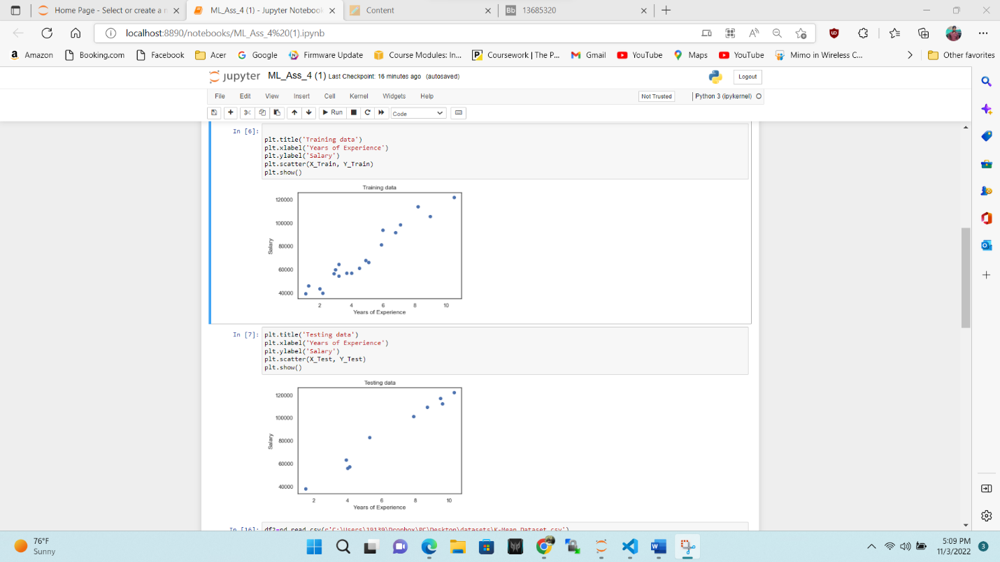 Home Page - Select or create a n
ML_Ass_4 (1) - Jupyter Notebook
Content
Bb 13685320
localhost:8890/notebooks/ML_Ass_4%20(1).ipynb
Amazon Booking.com Facebook Acer Google Firmware Update Course Modules: In... Coursework | The P... Gmail YouTube Maps YouTube Mimo in Wireless C... Other favorites
jupyter ML_Ass_4 (1) Last Checkpoint: 16 minutes ago (autosaved)
Logout
File Edit View Insert Cell Kernel Widgets Help
Not Trusted
Python 3 (ipykernel)
Run
Code
In [6]:
plt.title('Training data')
plt.xlabel('Years of Experience')
plt.ylabel('Salary')
plt.scatter(X_Train, Y_Train)
plt.show()
Training data
120000
100000
80000
60000
40000
Salary
2 4 6 8 10
Years of Experience
In [7]: plt.title('Testing data')
plt.xlabel('Years of Experience')
plt.ylabel('Salary')
plt.scatter(X_Test, Y_Test)
plt.show()
Testing data
120000
100000
80000
60000
40000
Salary
2 4 6 8 10
Years of Experience
In [16]: df2=pd.read_csv(r'C:\Users\19139\Dropbox\PC\Desktop\datasets\K-Mean_Dataset.csv')
76°F
Sunny
5:09 PM
11/3/2022
3